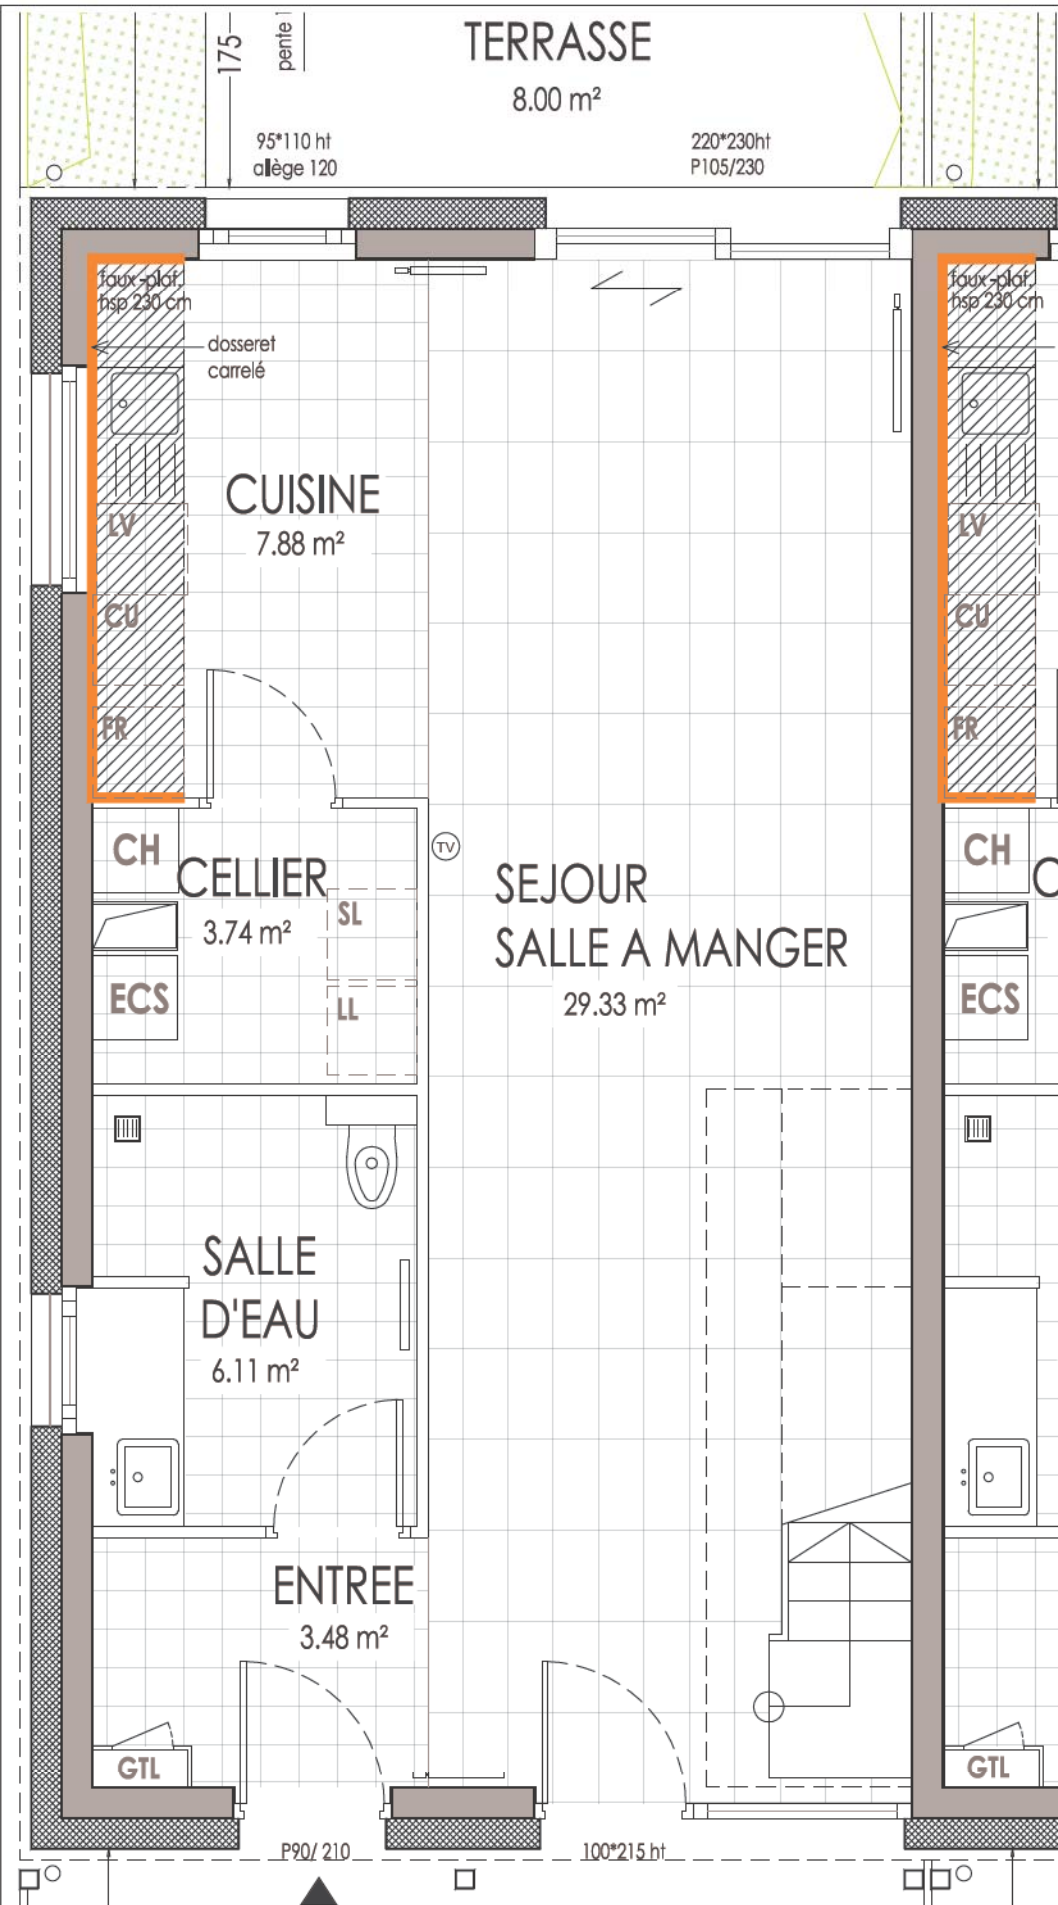 175
pente
TERRASSE
8.00 m²
95*110 ht
allège 120
220*230ht
P105/230
faux-plaf.
hsp 230 cm
dosseret
carrelé
faux-plaf.
hsp 230 cm
CUISINE
7.88 m²
LV
CU
FR
LV
CU
FR
CH
CELLIER
3.74 m²
SL
LL
ECS
TV
SEJOUR
SALLE A MANGER
29.33 m²
CH
C
ECS
SALLE
D'EAU
6.11 m²
ENTREE
3.48 m²
GTL
GTL
P90/ 210
100*215 ht